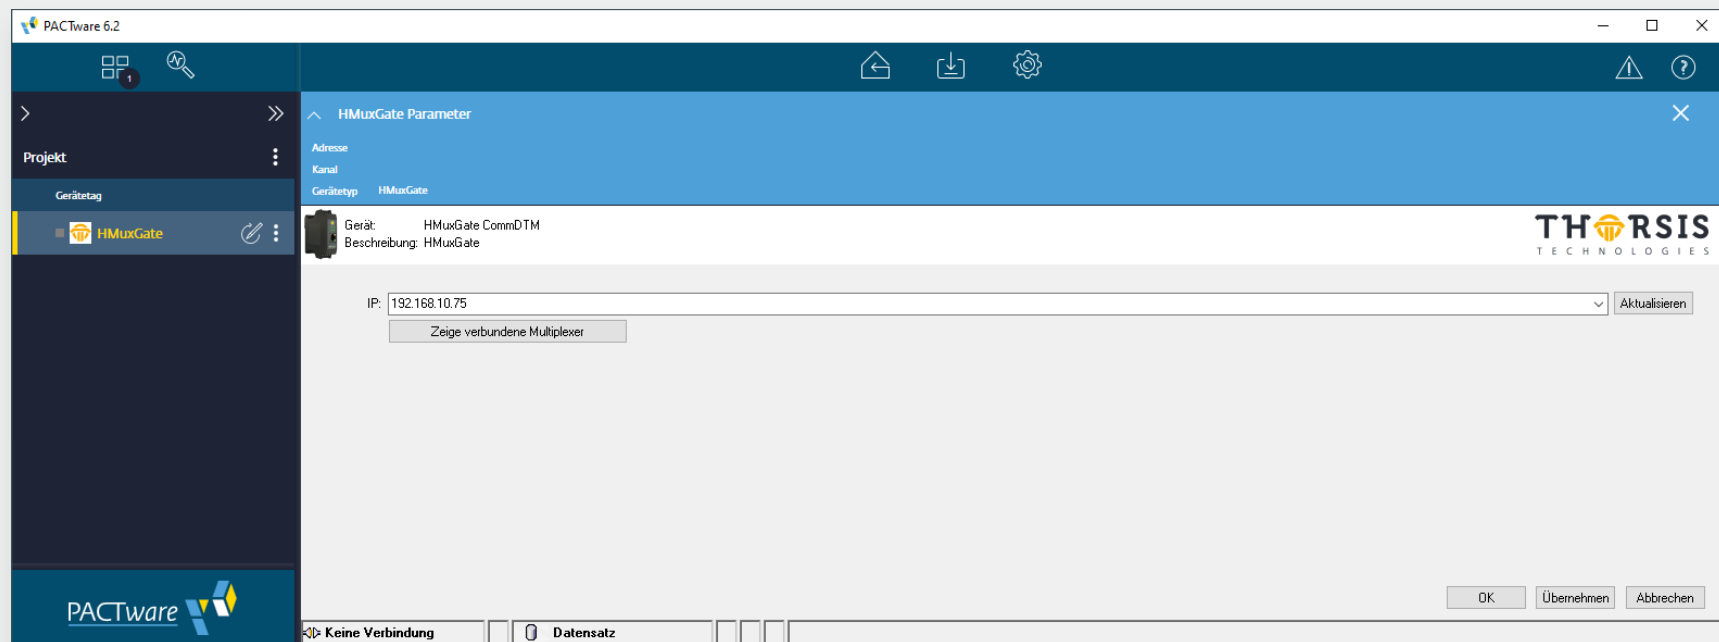 PACTware 6.2
1
HMuxGate Parameter
Projekt
Adresse
Kanal
Gerätetyp HMuxGate
Gerätetag
HMuxGate
Gerät: HMuxGate CommDTM
Beschreibung: HMuxGate
THORSIS
TECHNOLOGIES
IP: 192.168.10.75 Aktualisieren
Zeige verbundene Multiplexer
OK Übernehmen Abbrechen
PACTware
Keine Verbindung Datensatz